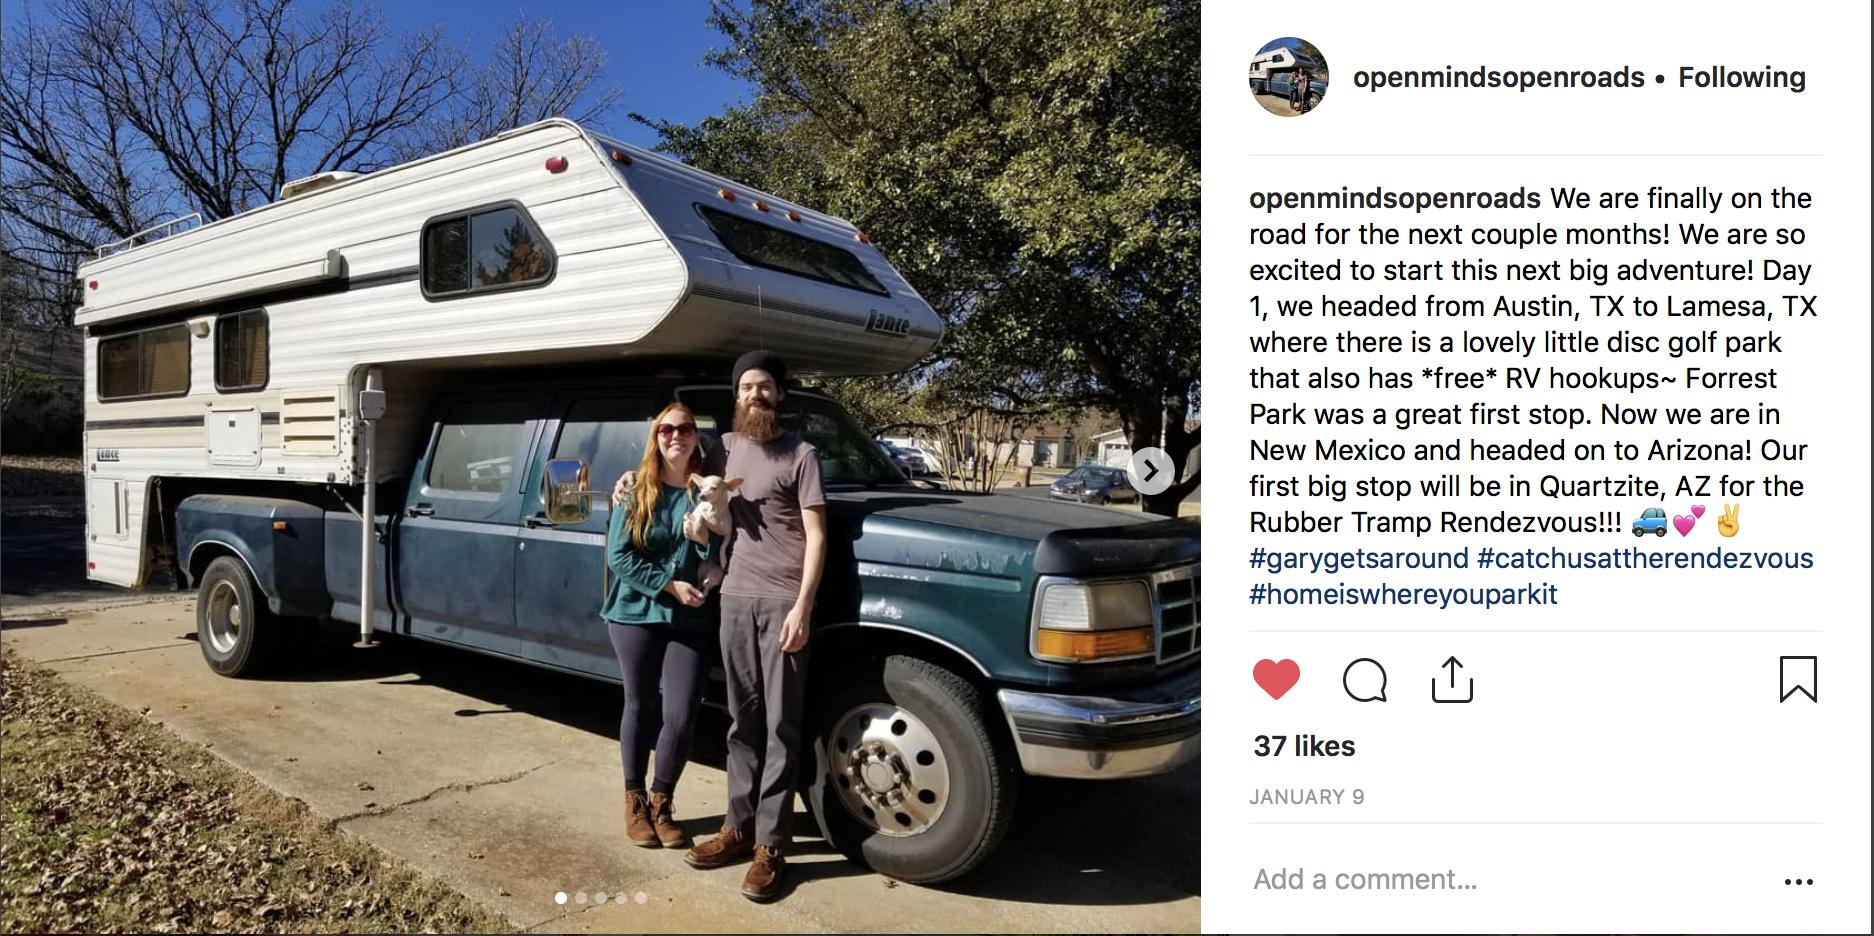 openmindsopenroads • Following
openmindsopenroads We are finally on the
road for the next couple months! We are so
excited to start this next big adventure! Day
1, we headed from Austin, TX to Lamesa, TX
where there is a lovely little disc golf park
that also has *free* RV hookups~ Forrest
Park was a great first stop. Now we are in
New Mexico and headed on to Arizona! Our
first big stop will be in Quartzite, AZ for the
Rubber Tramp Rendezvous!!! 🚙💕✌️
#garygetsaround #catchusattherendezvous
#homeiswhereyouparkit
37 likes
JANUARY 9
Add a comment...
Lance
Lance